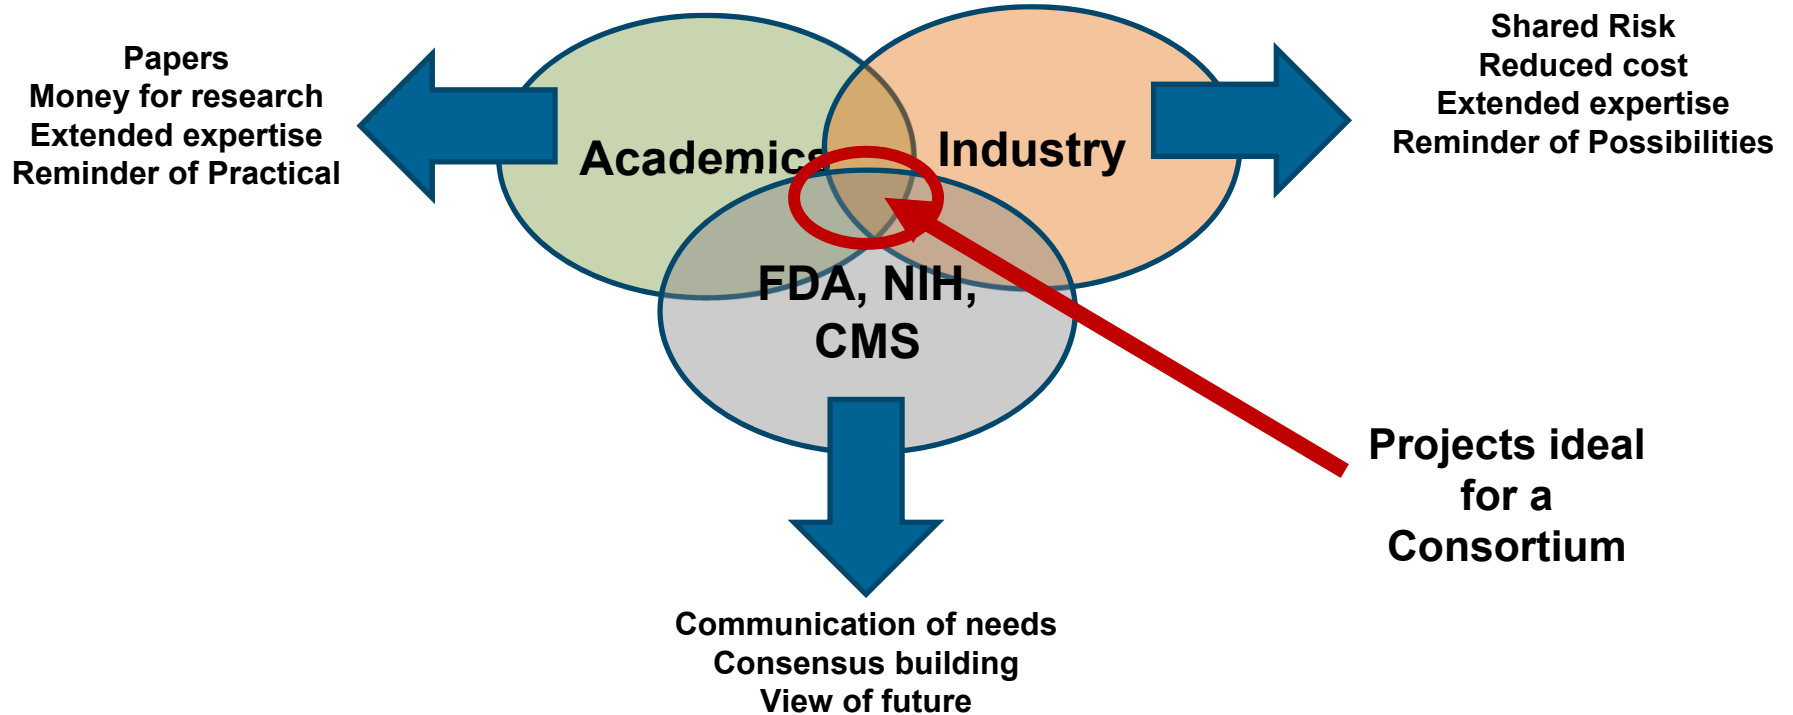 Papers
Money for research
Extended expertise
Reminder of Practical
Academics
Industry
Shared Risk
Reduced cost
Extended expertise
Reminder of Possibilities
FDA, NIH,
CMS
Projects ideal
for a
Consortium
Communication of needs
Consensus building
View of future